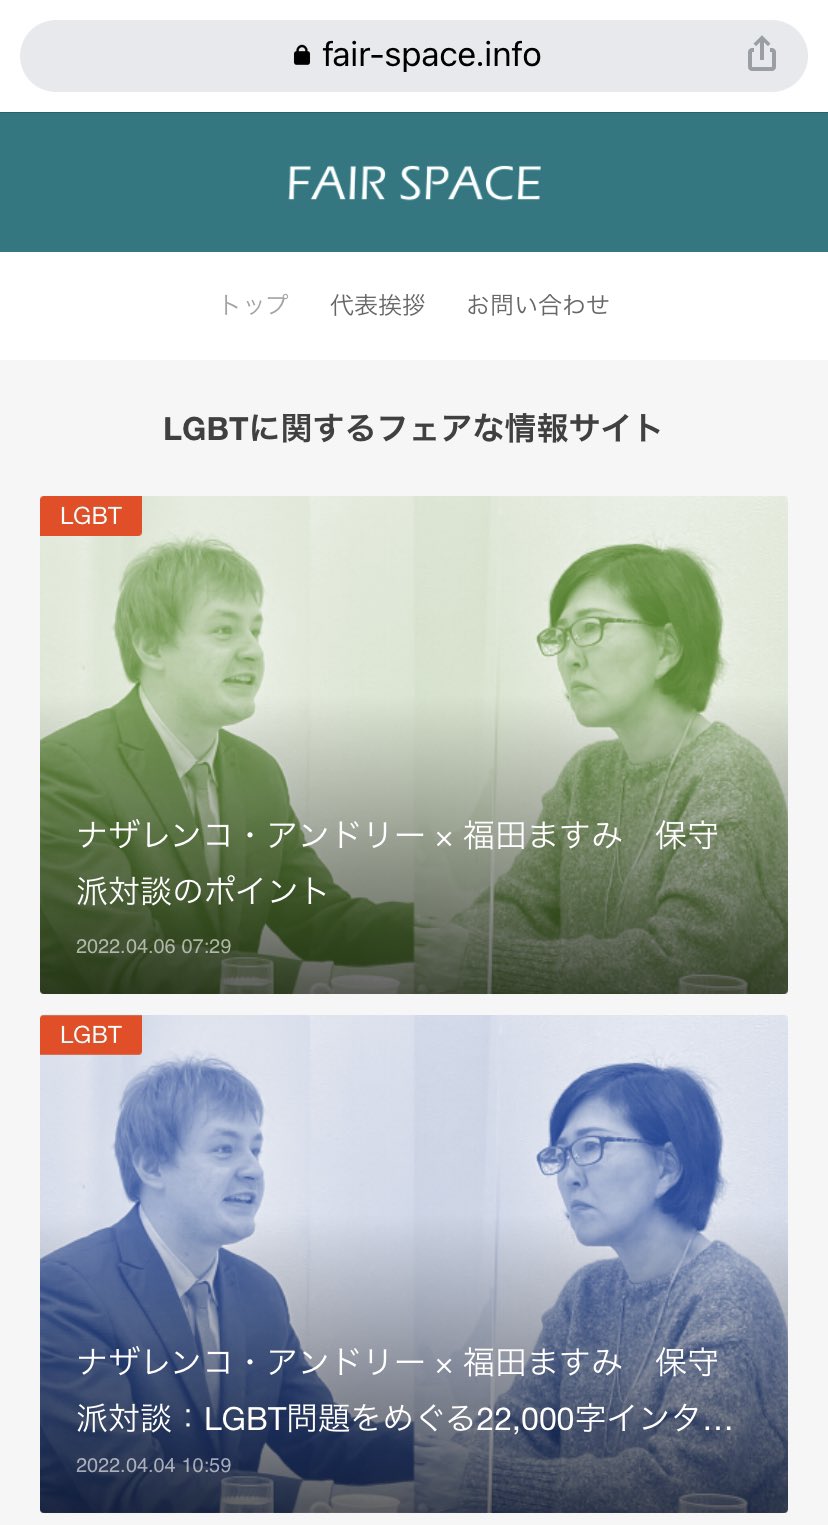 fair-space.info
FAIR SPACE
トップ 代表挨拶 お問い合わせ
LGBTに関するフェアな情報サイト
LGBT
ナザレンコ・アンドリー × 福田ますみ　保守
派対談のポイント
2022.04.06 07:29
LGBT
ナザレンコ・アンドリー × 福田ますみ　保守
派対談：LGBT問題をめぐる22,000字インタ...
2022.04.04 10:59